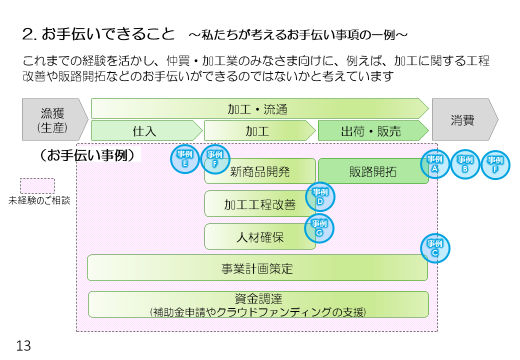 2. お手伝いできること ～私たちが考えるお手伝い事項の一例～
これまでの経験を活かし、仲買・加工業のみなさま向けに、例えば、加工に関する工程
改善や販路開拓などのお手伝いができるのではないかと考えています
漁獲
(生産)
加工・流通
消費
仕入
加工
出荷・販売
(お手伝い事例)
事例
E
事例
F
新商品開発
販路開拓
事例
A
事例
B
事例
F
未経験のご相談
加工工程改善
事例
D
人材確保
事例
G
事例
C
事業計画策定
資金調達
(補助金申請やクラウドファンディングの支援)
13